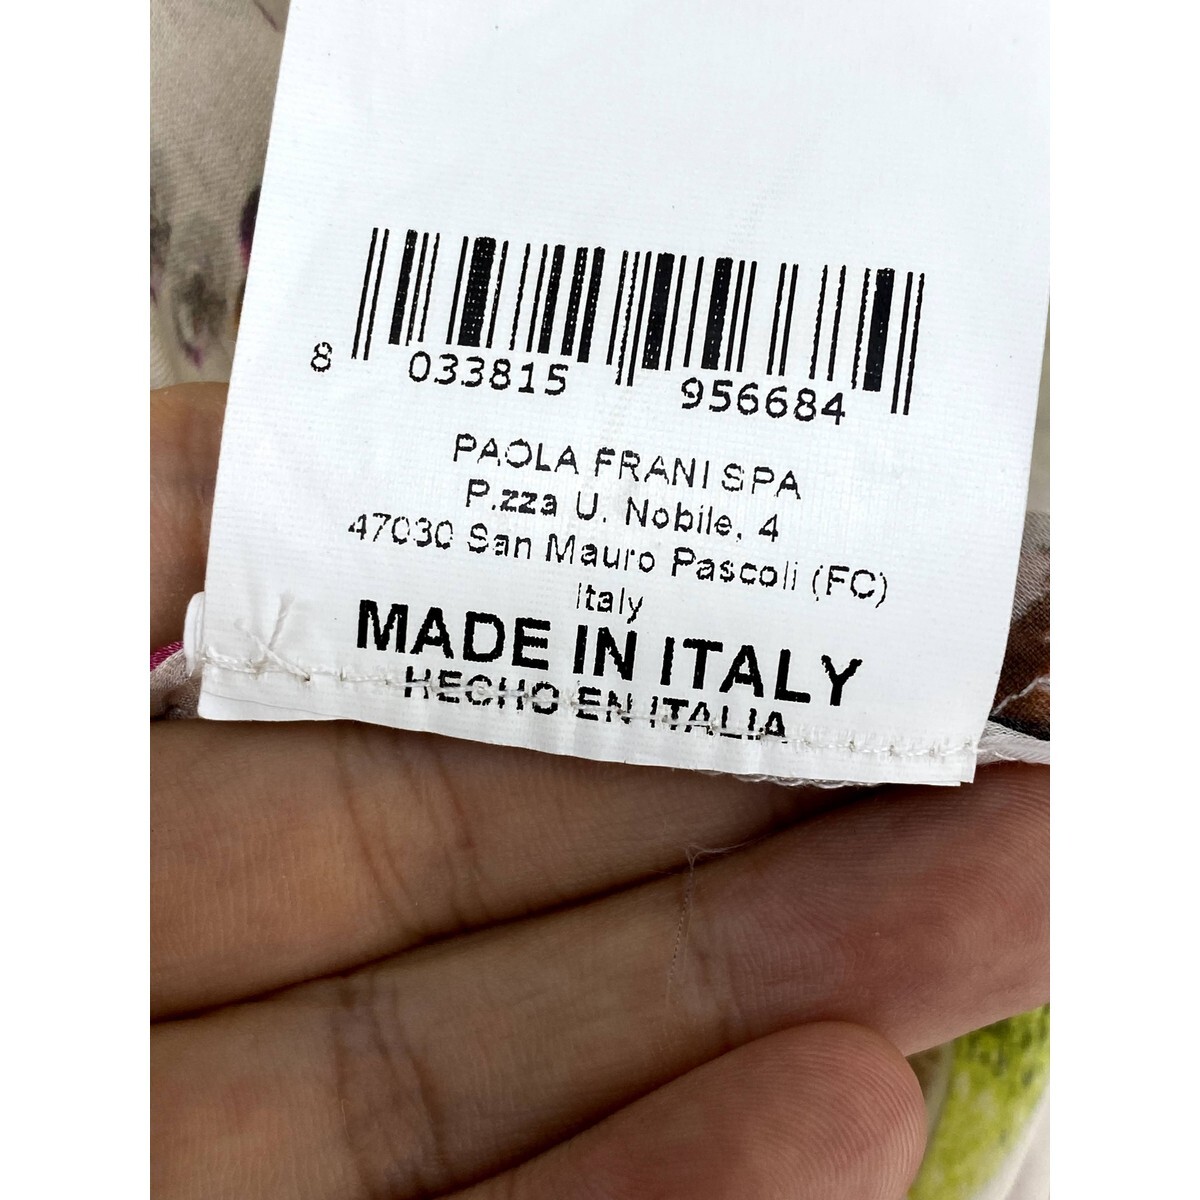 8 033815 956684
PAOLA FRANI SPA
P.zza U. Nobile, 4
47030 San Mauro Pascoli (FC)
Italy
MADE IN ITALY
HECHO EN ITALIA